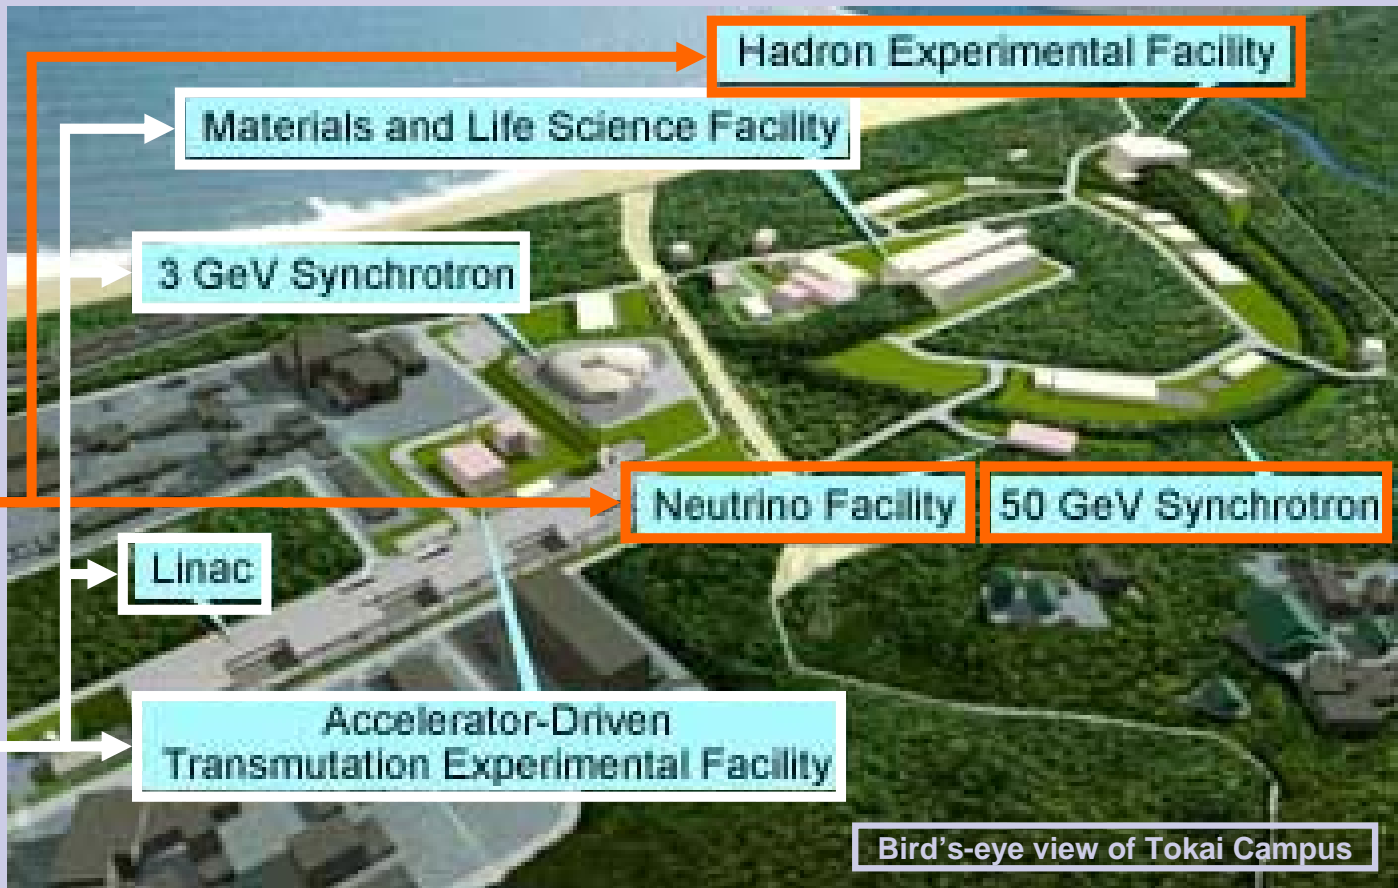 Hadron Experimental Facility
Materials and Life Science Facility
3 GeV Synchrotron
Neutrino Facility
50 GeV Synchrotron
Linac
Accelerator-Driven
Transmutation Experimental Facility
Bird's-eye view of Tokai Campus